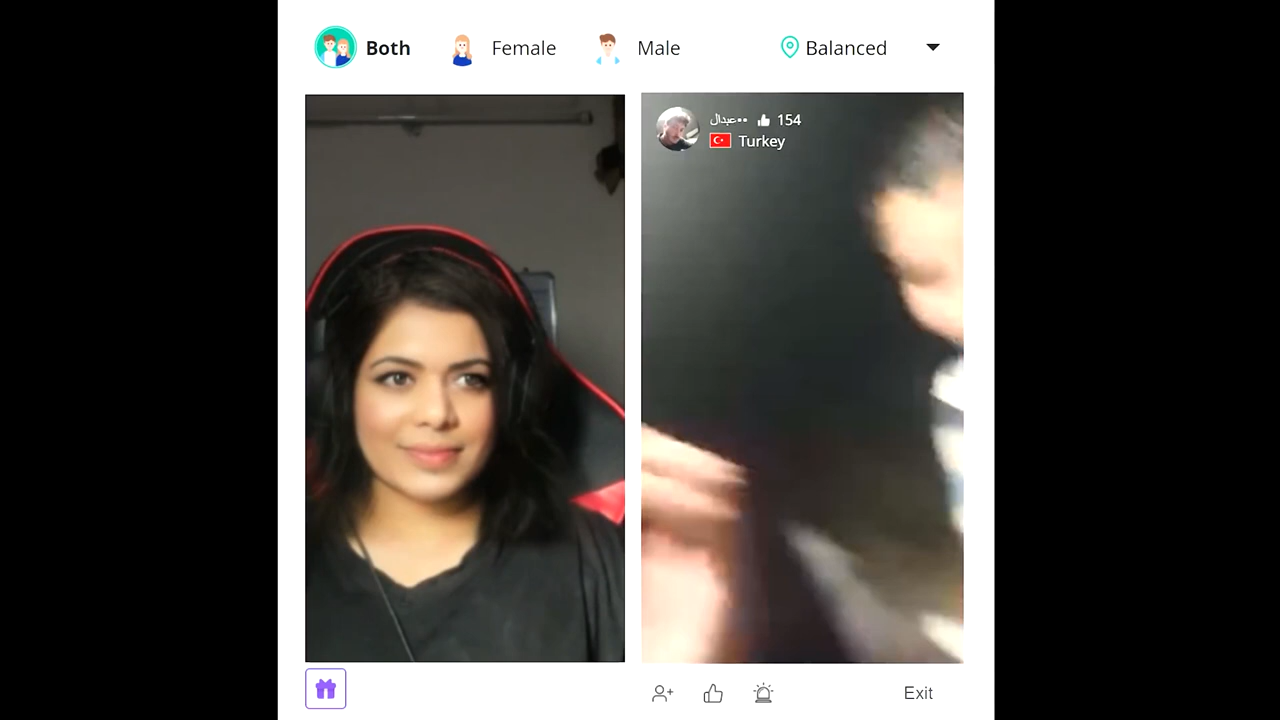 Both
Female
Male
Balanced
••عبدال 154
Turkey
Exit